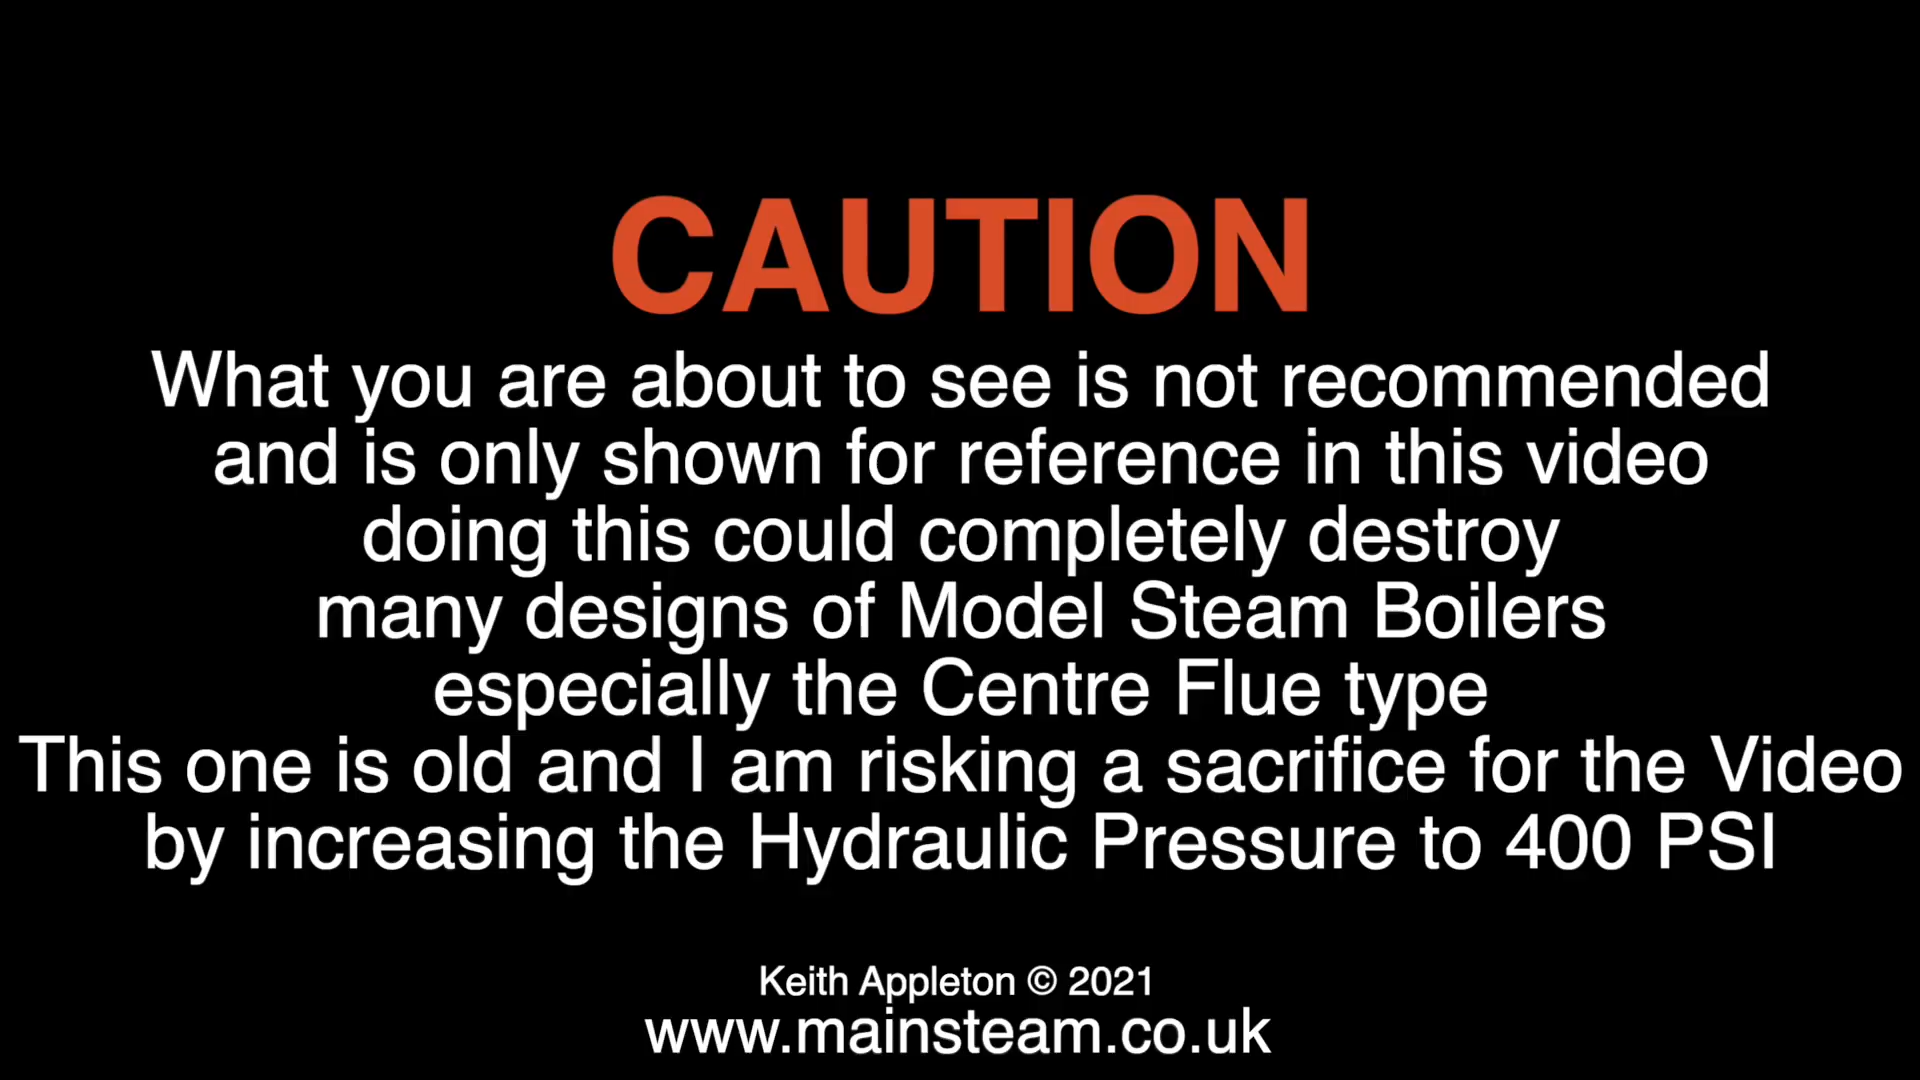 CAUTION
What you are about to see is not recommended
and is only shown for reference in this video
doing this could completely destroy
many designs of Model Steam Boilers
especially the Centre Flue type
This one is old and I am risking a sacrifice for the Video
by increasing the Hydraulic Pressure to 400 PSI
Keith Appleton © 2021
www.mainsteam.co.uk